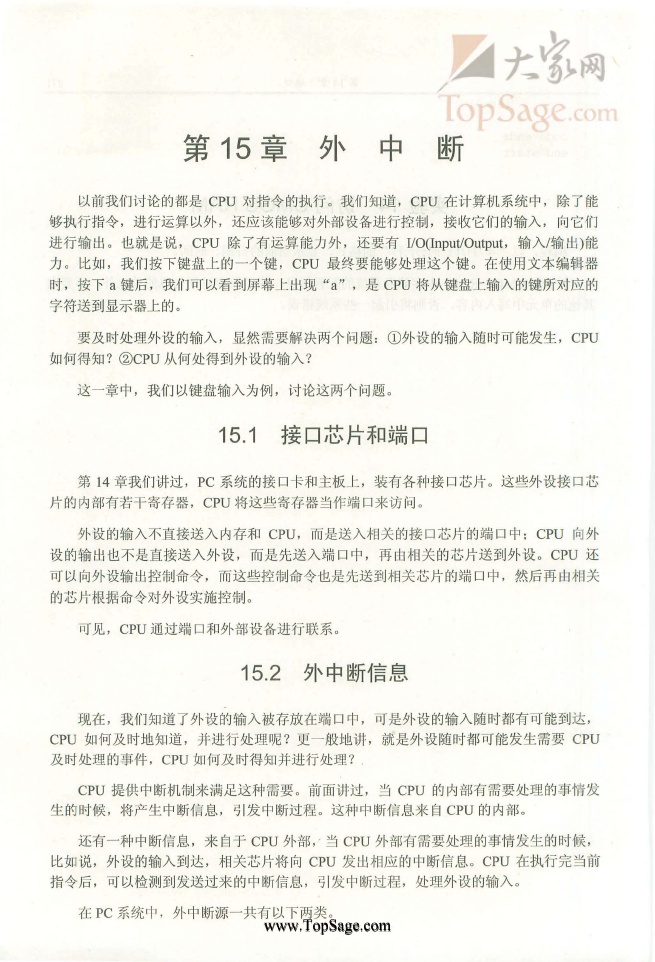 大家网
TopSage.com
第 15 章 外 中 断
以前我们讨论的都是 CPU 对指令的执行。我们知道，CPU 在计算机系统中，除了能
够执行指令，进行运算以外，还应该能够对外部设备进行控制，接收它们的输入，向它们
进行输出。也就是说，CPU 除了有运算能力外，还要有 I/O(Input/Output，输入/输出)能
力。比如，我们按下键盘上的一个键，CPU 最终要能够处理这个键。在使用文本编辑器
时，按下 a 键后，我们可以看到屏幕上出现“a”，是 CPU 将从键盘上输入的键所对应的
字符送到显示器上的。
要及时处理外设的输入，显然需要解决两个问题：①外设的输入随时可能发生，CPU
如何得知？②CPU 从何处得到外设的输入？
这一章中，我们以键盘输入为例，讨论这两个问题。
15.1 接口芯片和端口
第 14 章我们讲过，PC 系统的接口卡和主板上，装有各种接口芯片。这些外设接口芯
片的内部有若干寄存器，CPU 将这些寄存器当作端口来访问。
外设的输入不直接送入内存和 CPU，而是送入相关的接口芯片的端口中；CPU 向外
设的输出也不是直接送入外设，而是先送入端口中，再由相关的芯片送到外设。CPU 还
可以向外设输出控制命令，而这些控制命令也是先送到相关芯片的端口中，然后再由相关
的芯片根据命令对外设实施控制。
可见，CPU 通过端口和外部设备进行联系。
15.2 外中断信息
现在，我们知道了外设的输入被存放在端口中，可是外设的输入随时都有可能到达，
CPU 如何及时地知道，并进行处理呢？更一般地讲，就是外设随时都可能发生需要 CPU
及时处理的事件，CPU 如何及时得知并进行处理？
CPU 提供中断机制来满足这种需要。前面讲过，当 CPU 的内部有需要处理的事情发
生的时候，将产生中断信息，引发中断过程。这种中断信息来自 CPU 的内部。
还有一种中断信息，来自于 CPU 外部，当 CPU 外部有需要处理的事情发生的时候，
比如说，外设的输入到达，相关芯片将向 CPU 发出相应的中断信息。CPU 在执行完当前
指令后，可以检测到发送过来的中断信息，引发中断过程，处理外设的输入。
在 PC 系统中，外中断源一共有以下两类。
www.TopSage.com